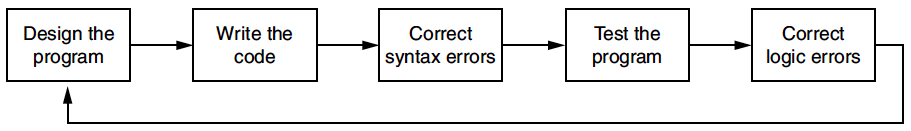 Design the
program
Write the
code
Correct
syntax errors
Test the
program
Correct
logic errors